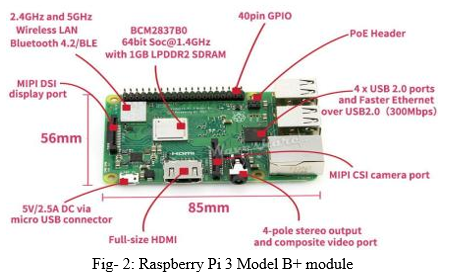 2.4GHz and 5GHz
Wireless LAN
Bluetooth 4.2/BLE
BCM2837B0
64bit Soc@1.4GHz
with 1GB LPDDR2 SDRAM
40pin GPIO
PoE Header
MIPI DSI
display port
4 x USB 2.0 ports
and Faster Ethernet
over USB2.0 (300Mbps)
56mm
HDMI
MIPI CSI camera port
85mm
5V/2.5A DC via
micro USB connector
Full-size HDMI
4-pole stereo output
and composite video port
Fig- 2: Raspberry Pi 3 Model B+ module